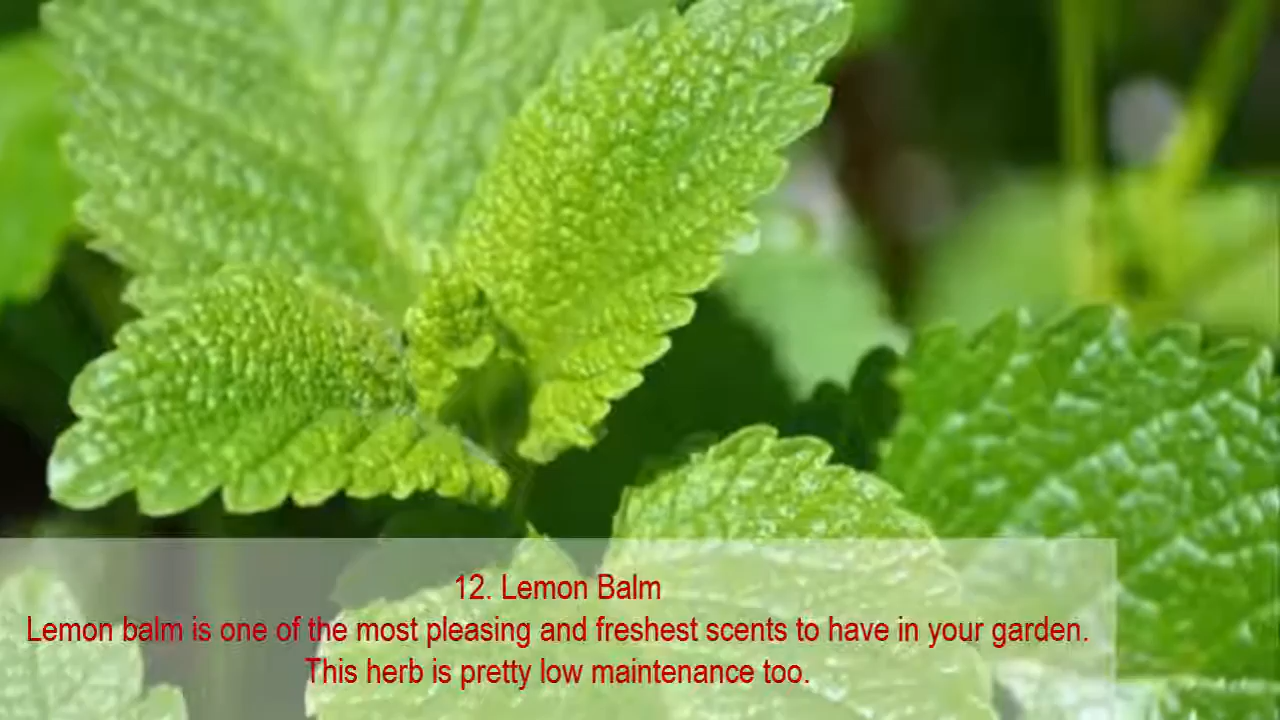 12. Lemon Balm
Lemon balm is one of the most pleasing and freshest scents to have in your garden.
This herb is pretty low maintenance too.